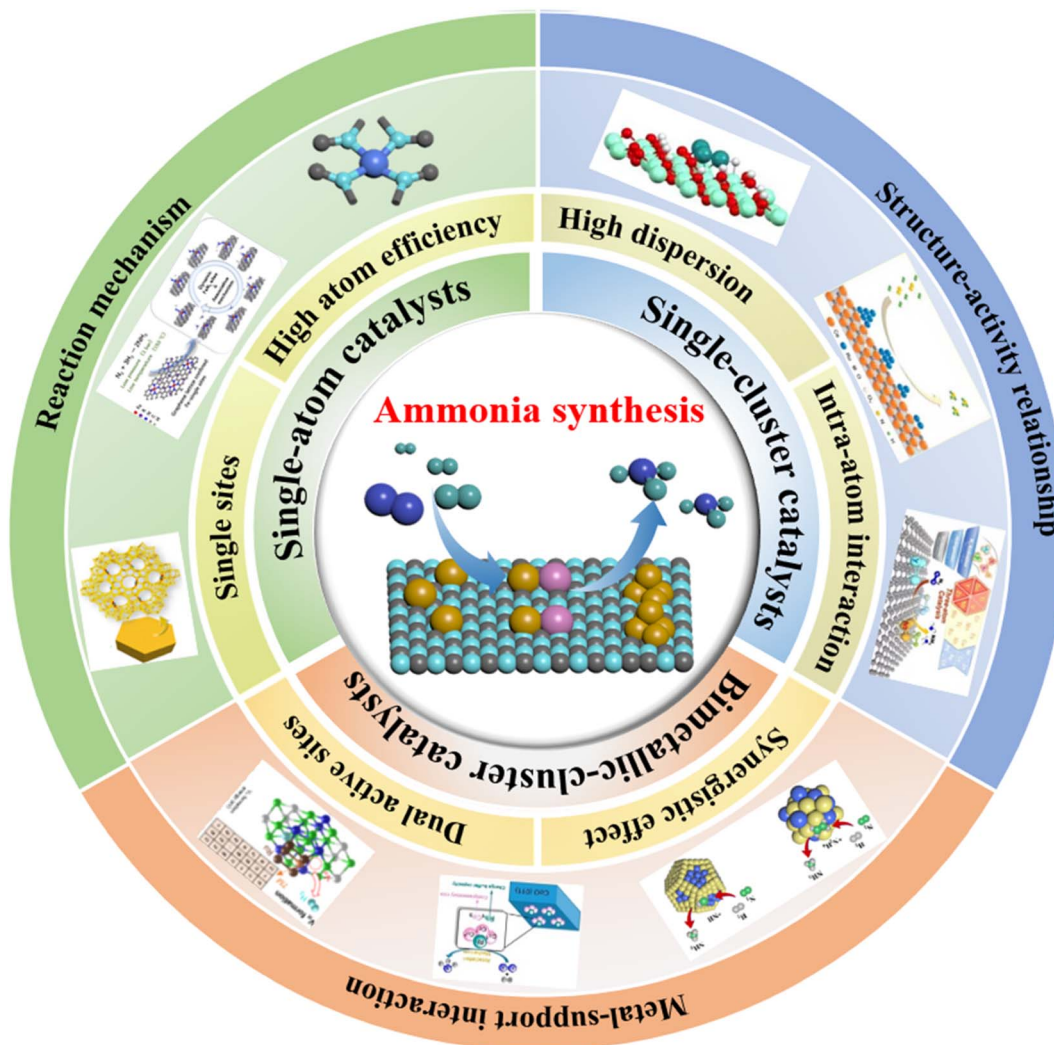 Ammonia synthesis
Single-atom catalysts
Single-cluster catalysts
Bimetallic-cluster catalysts
High atom efficiency
Single sites
High dispersion
Intra-atom interaction
Dual active sites
Synergistic effect
Reaction mechanism
Structure-activity relationship
Metal-support interaction